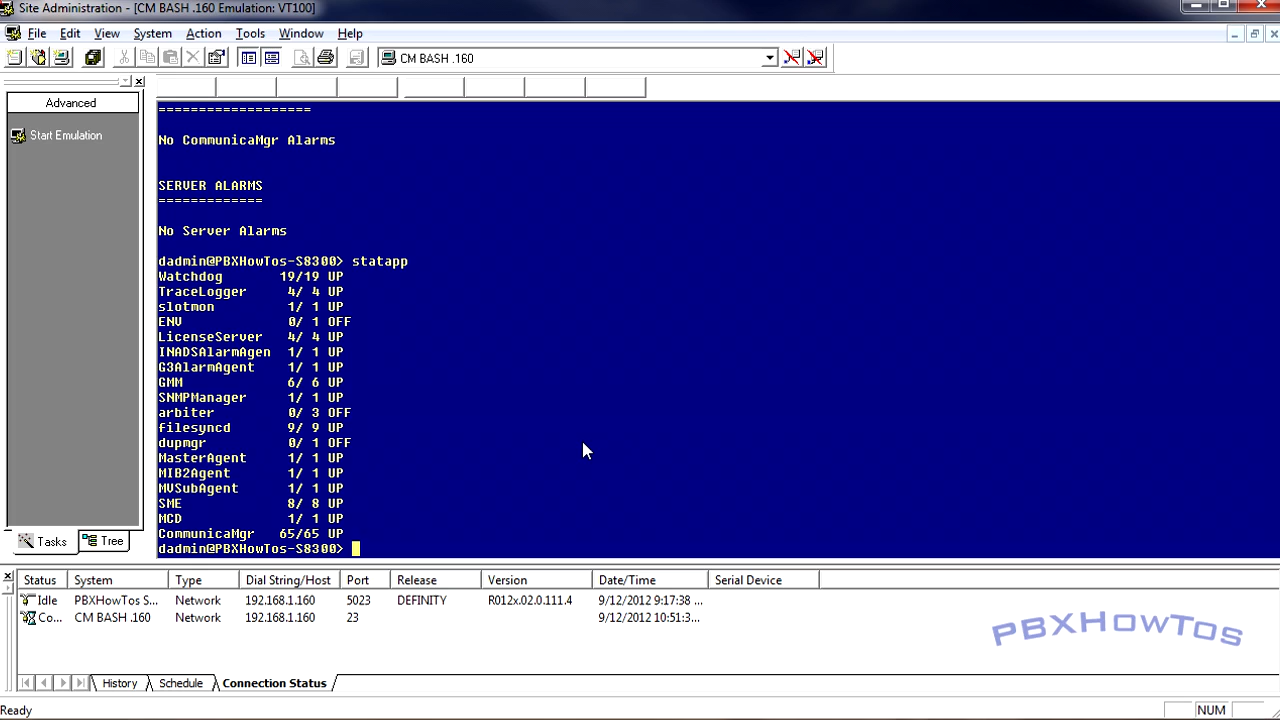 Site Administration - [CM BASH .160 Emulation: VT100]
File Edit View System Action Tools Window Help
CM BASH .160
Advanced
Start Emulation
===================
No CommunicaMgr Alarms
SERVER ALARMS
=============
No Server Alarms
dadmin@PBXHowTos-S8300> statapp
Watchdog 19/19 UP
TraceLogger 4/ 4 UP
slotmon 1/ 1 UP
ENV 0/ 1 OFF
LicenseServer 4/ 4 UP
INADSAlarmAgen 1/ 1 UP
G3AlarmAgent 1/ 1 UP
GMM 6/ 6 UP
SNMPManager 1/ 1 UP
arbiter 0/ 3 OFF
filesyncd 9/ 9 UP
dupmgr 0/ 1 OFF
MasterAgent 1/ 1 UP
MIB2Agent 1/ 1 UP
MVSubAgent 1/ 1 UP
SME 8/ 8 UP
MCD 1/ 1 UP
CommunicaMgr 65/65 UP
dadmin@PBXHowTos-S8300>
Tasks Tree
Status System Type Dial String/Host Port Release Version Date/Time Serial Device
Idle PBXHowTos S... Network 192.168.1.160 5023 DEFINITY R012x.02.0.111.4 9/12/2012 9:17:38 ...
Co... CM BASH .160 Network 192.168.1.160 23 9/12/2012 10:51:3...
PBXHowTos
History Schedule Connection Status
Ready NUM